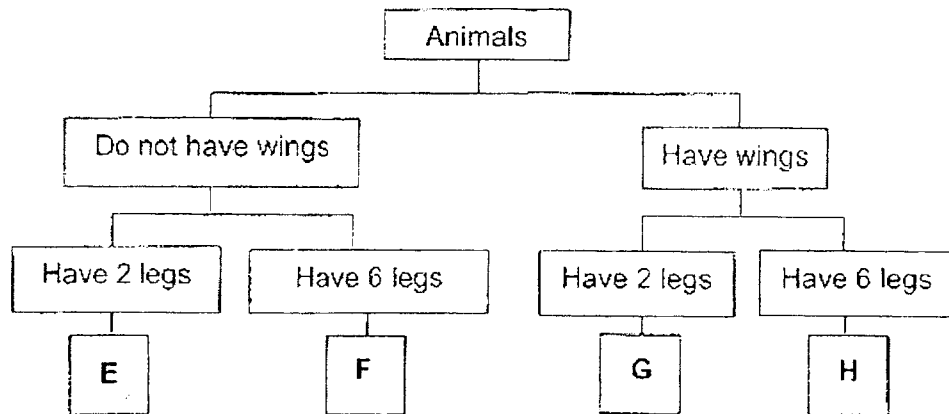 Animals
Do not have wings
Have wings
Have 2 legs
Have 6 legs
Have 2 legs
Have 6 legs
E
F
G
H